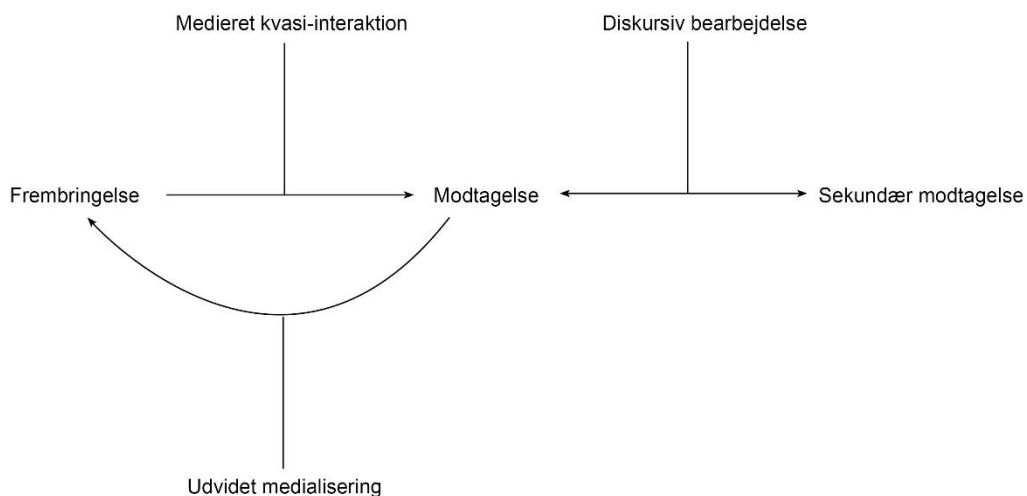 Medieret kvasi-interaktion
Diskursiv bearbejdelse
Frembringelse
Modtagelse
Sekundær modtagelse
Udvidet medialisering